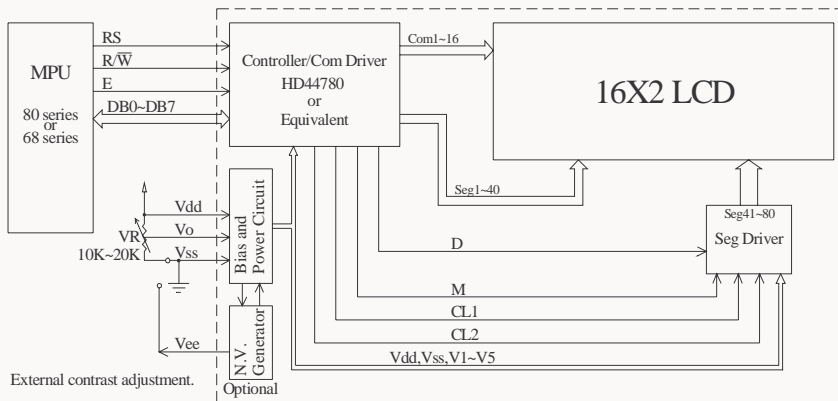 MPU
80 series
or
68 series
RS
R/W̅
E
DB0~DB7
Controller/Com Driver
HD44780
or
Equivalent
Com1~16
16X2 LCD
Seg1~40
Seg41~80
Seg Driver
Vdd
Vo
Vss
VR
10K~20K
Bias and
Power Circuit
D
M
CL1
CL2
Vdd,Vss,V1~V5
N.V.
Generator
Optional
Vee
External contrast adjustment.